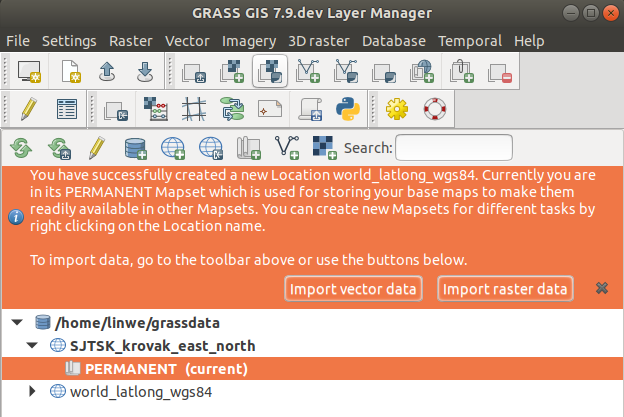 GRASS GIS 7.9.dev Layer Manager
File Settings Raster Vector Imagery 3D raster Database Temporal Help
Search:
You have successfully created a new Location world_latlong_wgs84. Currently you are
in its PERMANENT Mapset which is used for storing your base maps to make them
readily available in other Mapsets. You can create new Mapsets for different tasks by
right clicking on the Location name.
To import data, go to the toolbar above or use the buttons below.
Import vector data Import raster data
/home/linwe/grassdata
SJTSK_krovak_east_north
PERMANENT (current)
world_latlong_wgs84